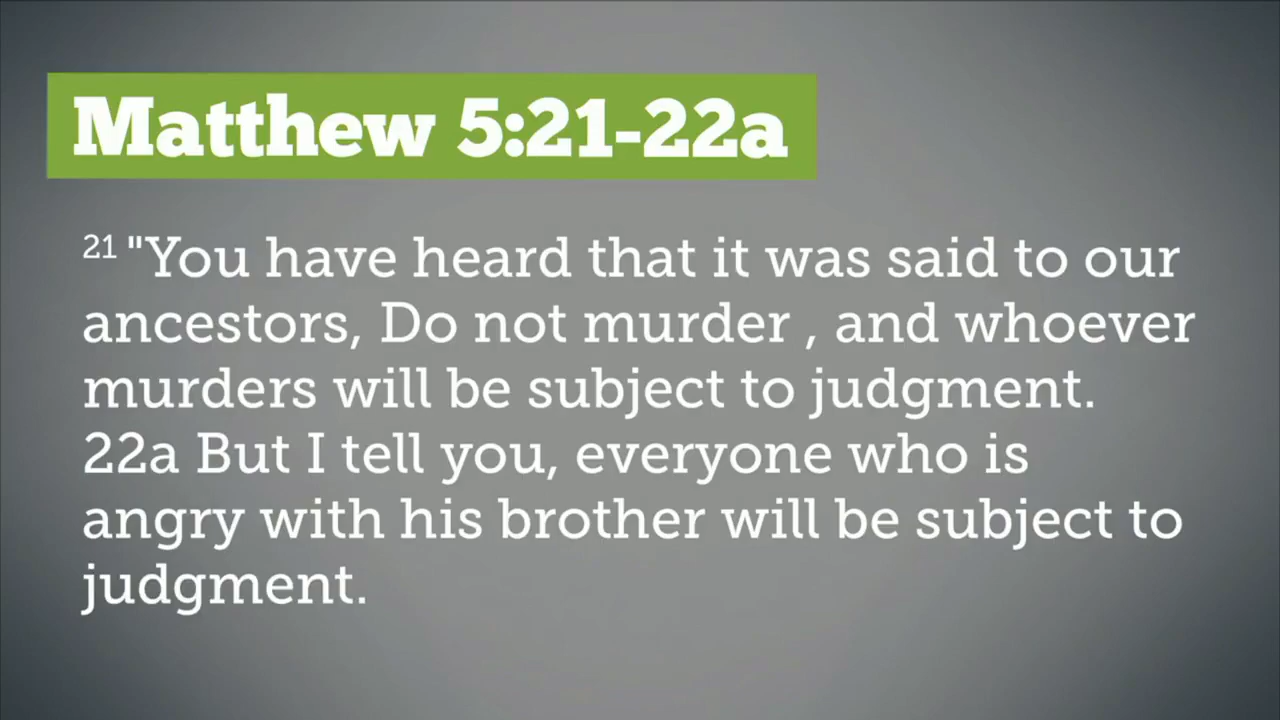 Matthew 5:21-22a
21 "You have heard that it was said to our
ancestors, Do not murder , and whoever
murders will be subject to judgment.
22a But I tell you, everyone who is
angry with his brother will be subject to
judgment.